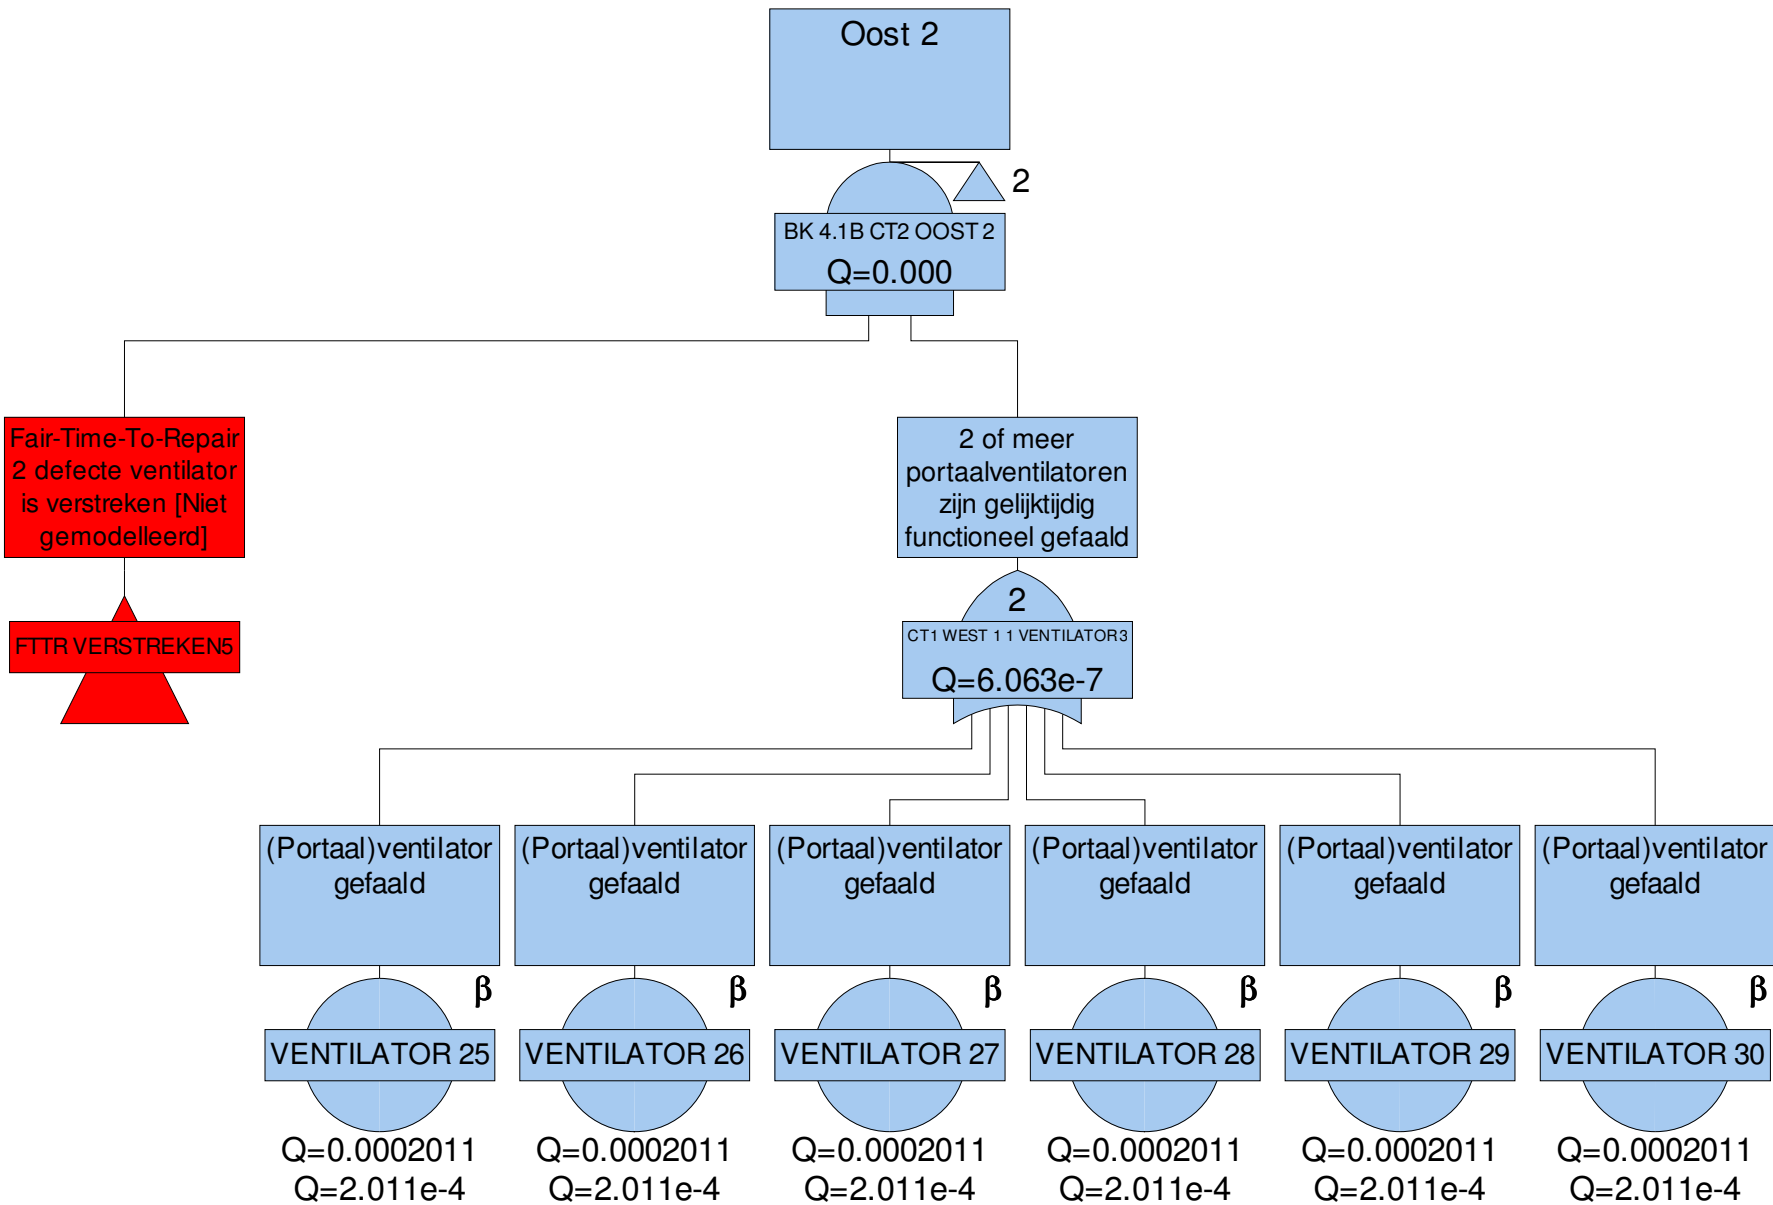 Oost 2
2
BK 4.1B CT2 OOST 2
Q=0.000
Fair-Time-To-Repair
2 defecte ventilator
is verstreken [Niet
gemodelleerd]
FTTR VERSTREKEN5
2 of meer
portaalventilatoren
zijn gelijktijdig
functioneel gefaald
2
CT1 WEST 1 1 VENTILATOR3
Q=6.063e-7
(Portaal)ventilator
gefaald
β
VENTILATOR 25
Q=0.0002011
Q=2.011e-4
(Portaal)ventilator
gefaald
β
VENTILATOR 26
Q=0.0002011
Q=2.011e-4
(Portaal)ventilator
gefaald
β
VENTILATOR 27
Q=0.0002011
Q=2.011e-4
(Portaal)ventilator
gefaald
β
VENTILATOR 28
Q=0.0002011
Q=2.011e-4
(Portaal)ventilator
gefaald
β
VENTILATOR 29
Q=0.0002011
Q=2.011e-4
(Portaal)ventilator
gefaald
β
VENTILATOR 30
Q=0.0002011
Q=2.011e-4